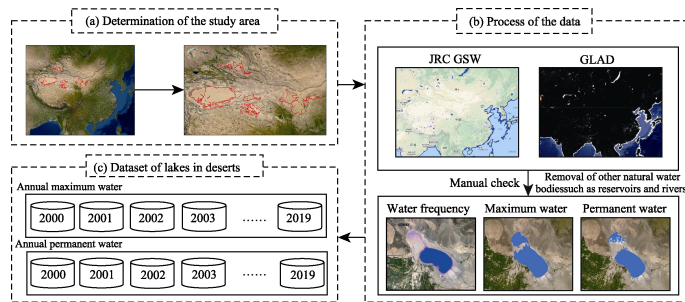 (a) Determination of the study area
(b) Process of the data
JRC GSW
GLAD
Manual check
Removal of other natural water
bodiessuch as reservoirs and rivers
Water frequency
Maximum water
Permanent water
(c) Dataset of lakes in deserts
Annual maximum water
2000
2001
2002
2003
……
2019
Annual permanent water
2000
2001
2002
2003
……
2019